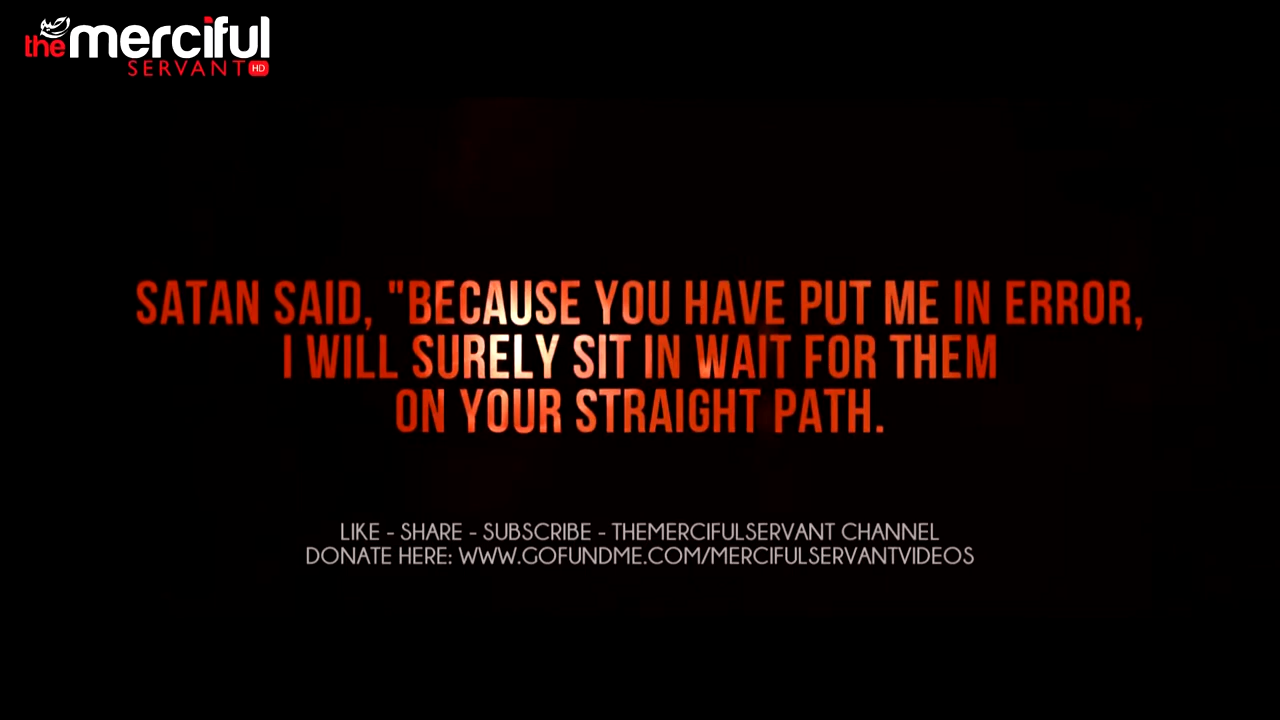 the merciful
SERVANT HD
SATAN SAID, "BECAUSE YOU HAVE PUT ME IN ERROR,
I WILL SURELY SIT IN WAIT FOR THEM
ON YOUR STRAIGHT PATH.
LIKE - SHARE - SUBSCRIBE - THEMERCIFULSERVANT CHANNEL
DONATE HERE: WWW.GOFUNDME.COM/MERCIFULSERVANTVIDEOS